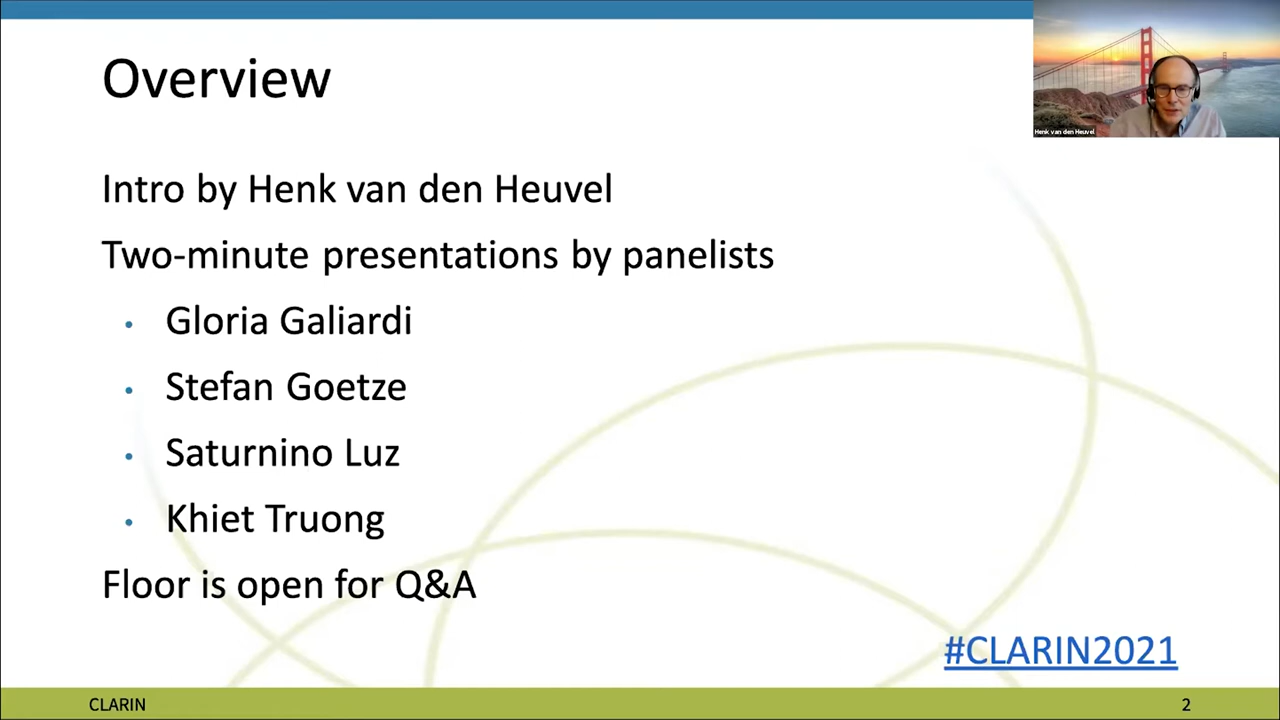 Overview
Henk van den Heuvel
Intro by Henk van den Heuvel
Two-minute presentations by panelists
• Gloria Galiardi
• Stefan Goetze
• Saturnino Luz
• Khiet Truong
Floor is open for Q&A
#CLARIN2021
CLARIN
2